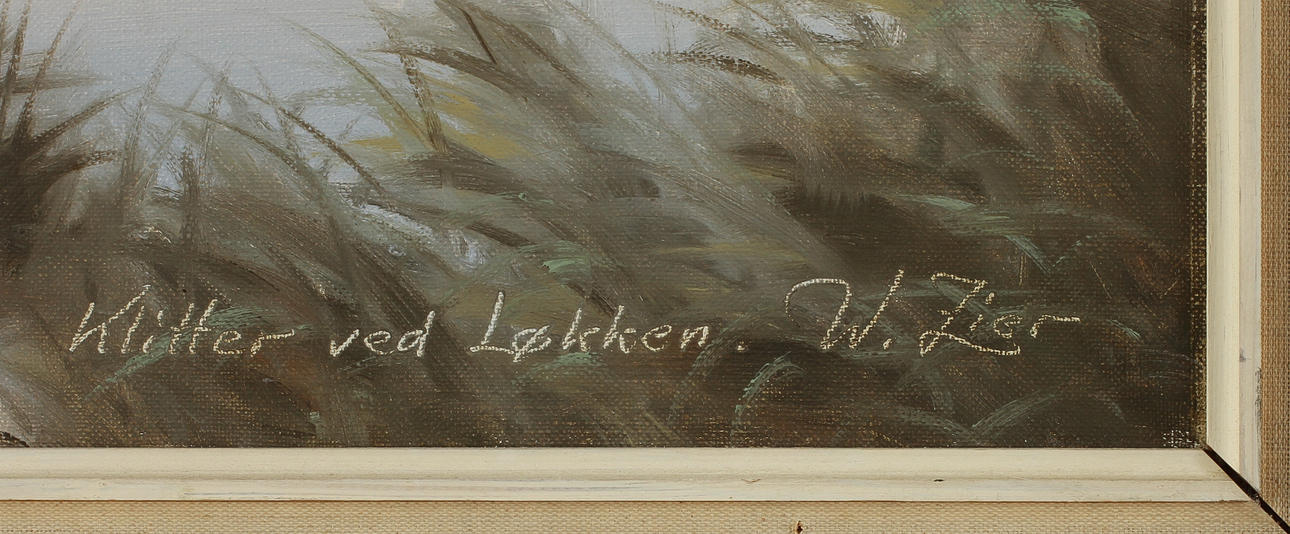 Klitter ved Løkken. W. Zier